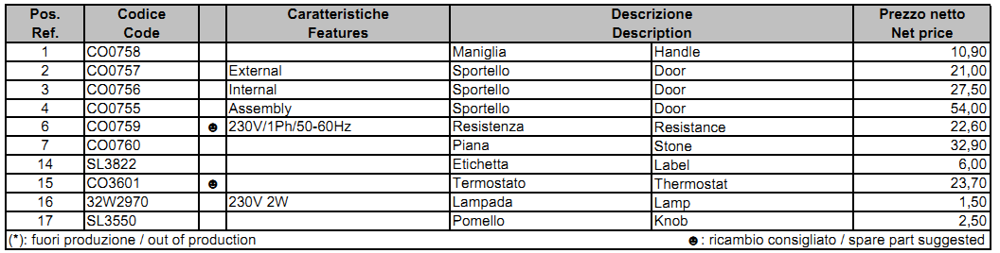 Pos. Codice Caratteristiche Descrizione Prezzo netto
Ref. Code Features Description Net price
1 CO0758 Maniglia Handle 10,90
2 CO0757 External Sportello Door 21,00
3 CO0756 Internal Sportello Door 27,50
4 CO0755 Assembly Sportello Door 54,00
6 CO0759 ☻ 230V/1Ph/50-60Hz Resistenza Resistance 22,60
7 CO0760 Piana Stone 32,90
14 SL3822 Etichetta Label 6,00
15 CO3601 ☻ Termostato Thermostat 23,70
16 32W2970 230V 2W Lampada Lamp 1,50
17 SL3550 Pomello Knob 2,50
(*): fuori produzione / out of production ☻: ricambio consigliato / spare part suggested